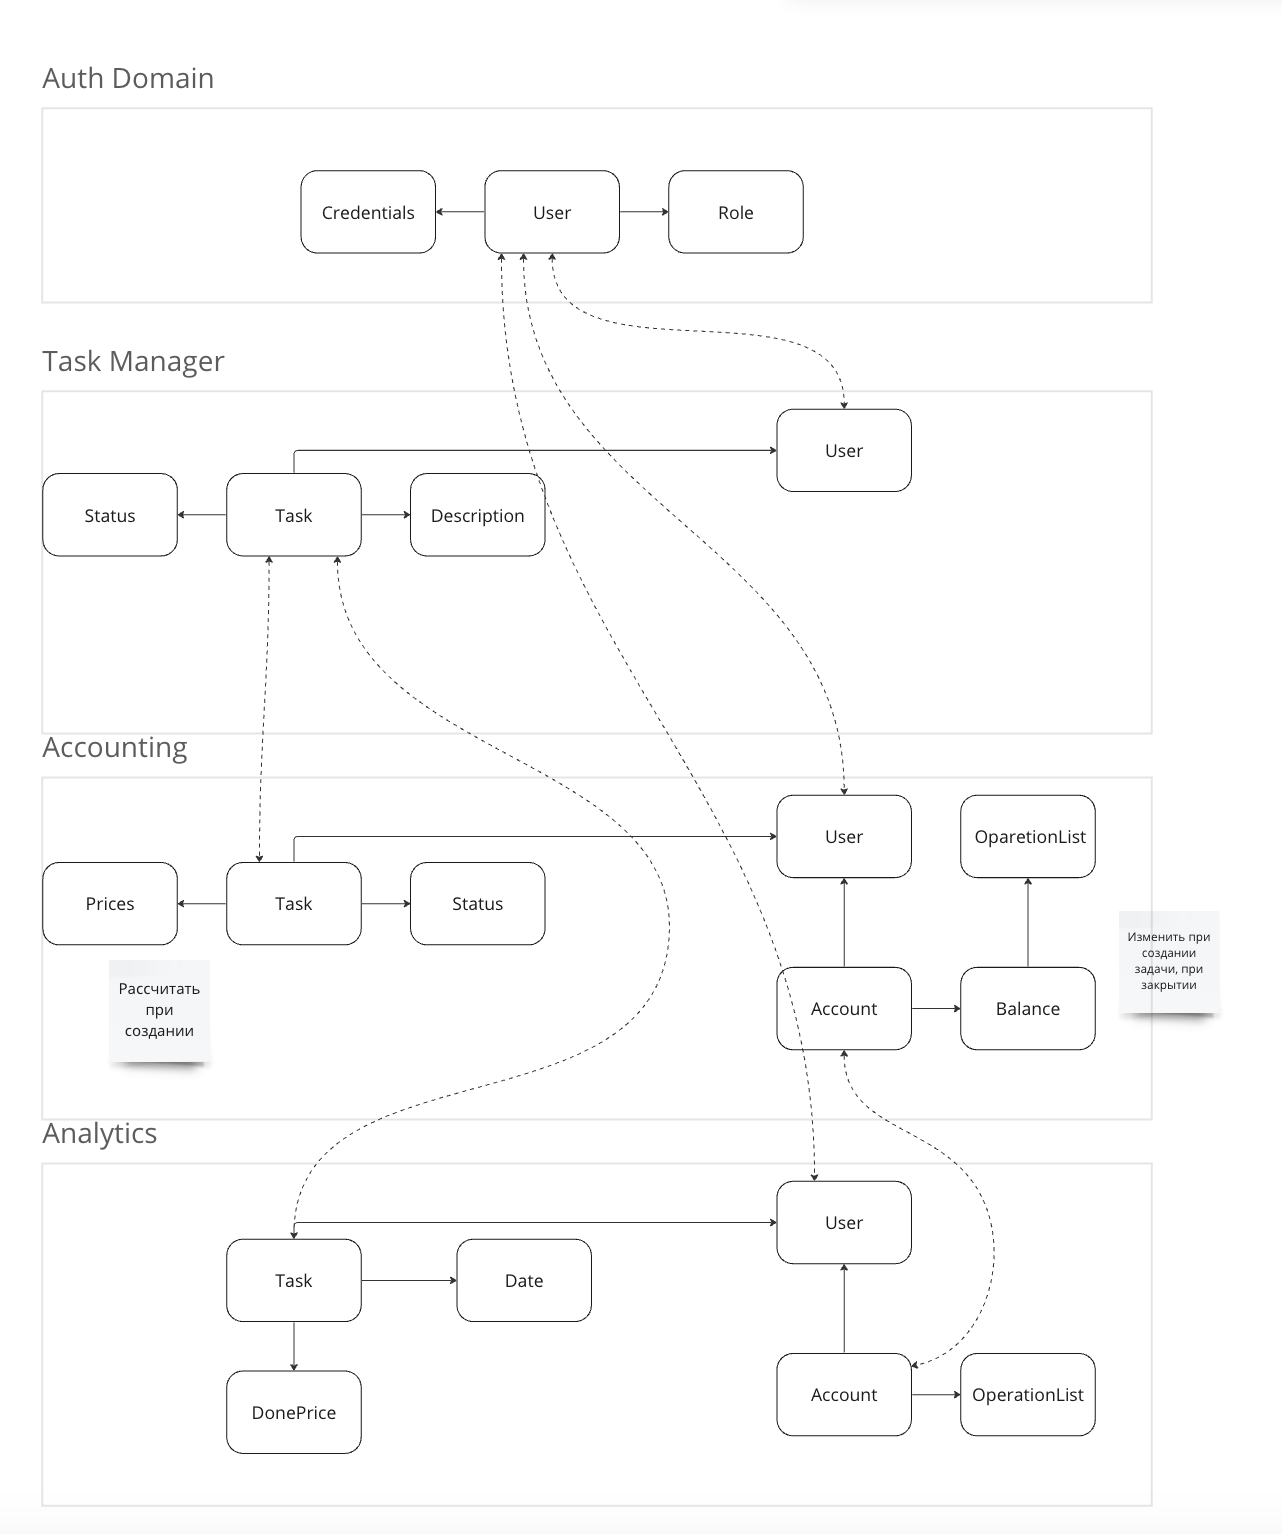 Auth Domain
Credentials
User
Role
Task Manager
User
Status
Task
Description
Accounting
User
OparetionList
Prices
Task
Status
Изменить при
создании
задачи, при
закрытии
Рассчитать
при
создании
Account
Balance
Analytics
User
Task
Date
Account
OperationList
DonePrice